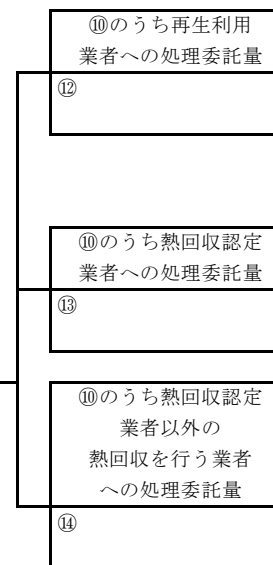 ⑩のうち再生利用
業者への処理委託量
⑫
⑩のうち熱回収認定
業者への処理委託量
⑬
⑩のうち熱回収認定
業者以外の
熱回収を行う業者
への処理委託量
⑭